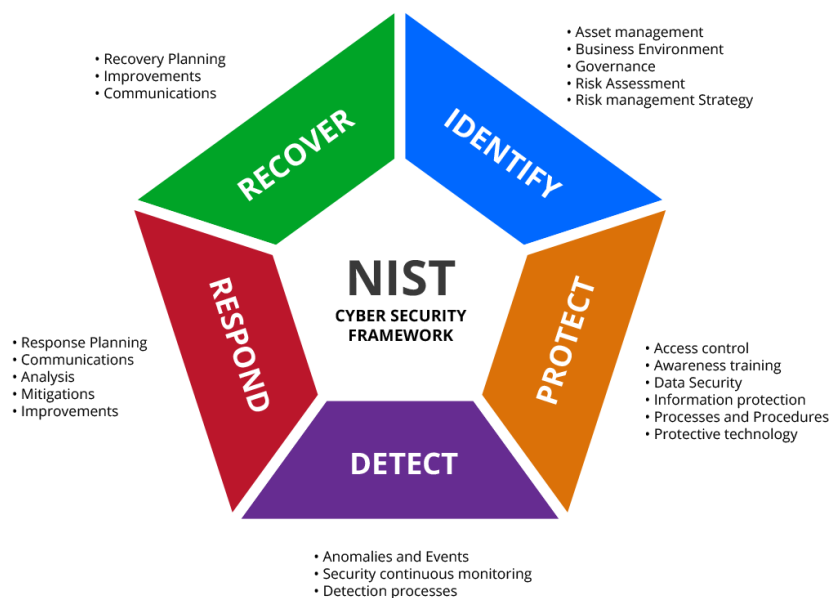 • Recovery Planning
• Improvements
• Communications
• Asset management
• Business Environment
• Governance
• Risk Assessment
• Risk management Strategy
RECOVER
IDENTIFY
NIST
CYBER SECURITY
FRAMEWORK
RESPOND
PROTECT
• Response Planning
• Communications
• Analysis
• Mitigations
• Improvements
• Access control
• Awareness training
• Data Security
• Information protection
• Processes and Procedures
• Protective technology
DETECT
• Anomalies and Events
• Security continuous monitoring
• Detection processes